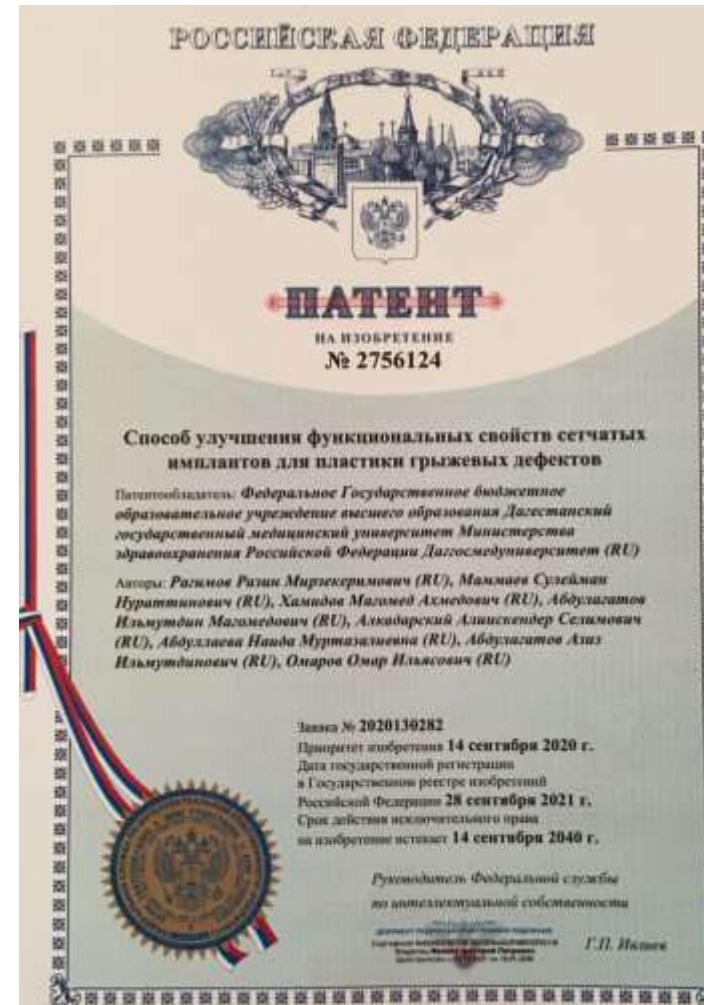 РОССИЙСКАЯ ФЕДЕРАЦИЯ
ПАТЕНТ
НА ИЗОБРЕТЕНИЕ
№ 2756124
Способ улучшения функциональных свойств сетчатых
имплантов для пластики грыжевых дефектов
Патентообладатель: Федеральное Государственное бюджетное
образовательное учреждение высшего образования Дагестанский
государственный медицинский университет Министерства
здравоохранения Российской Федерации Даггосмедуниверситет (RU)
Авторы: Рагимов Разин Мирзекеримович (RU), Маммаев Сулейман
Нураттинович (RU), Хамидов Магомед Ахмедович (RU), Абдулагатов
Ильмутдин Магомедович (RU), Алкадарский Алиискендер Селимович
(RU), Абдуллаева Наида Муртазалиевна (RU), Абдулагатов Азиз
Ильмутдинович (RU), Омаров Омар Ильясович (RU)
Заявка № 2020130282
Приоритет изобретения 14 сентября 2020 г.
Дата государственной регистрации
в Государственном реестре изобретений
Российской Федерации 28 сентября 2021 г.
Срок действия исключительного права
на изобретение истекает 14 сентября 2040 г.
Руководитель Федеральной службы
по интеллектуальной собственности
Г.П. Ивлиев